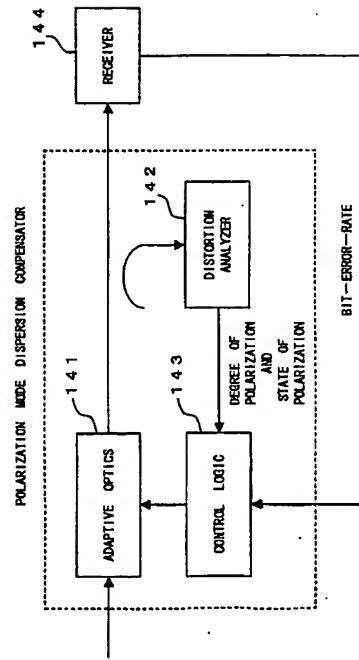 POLARIZATION MODE DISPERSION COMPENSATOR
141
ADAPTIVE OPTICS
144
RECEIVER
142
DISTORTION
ANALYZER
143
CONTROL LOGIC
DEGREE OF
POLARIZATION
AND
STATE OF
POLARIZATION
BIT-ERROR-RATE